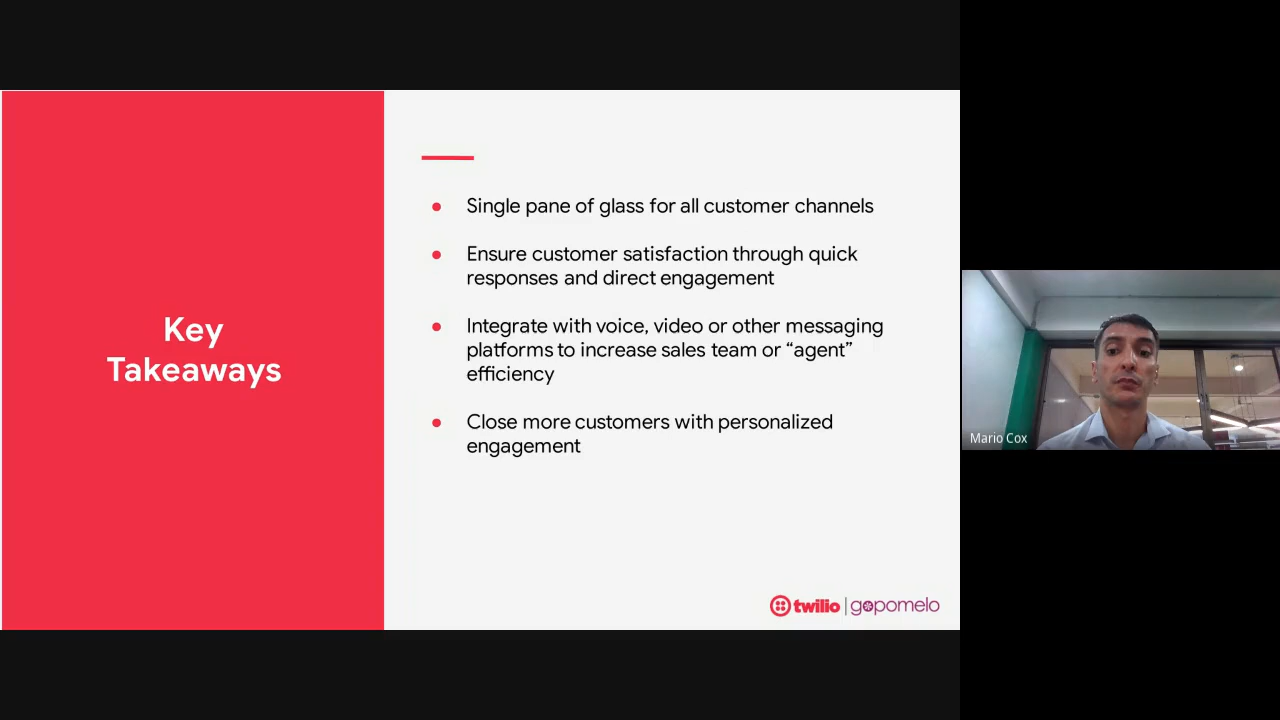 Key
Takeaways
Single pane of glass for all customer channels
Ensure customer satisfaction through quick
responses and direct engagement
Integrate with voice, video or other messaging
platforms to increase sales team or “agent”
efficiency
Close more customers with personalized
engagement
twilio | gopomelo
Mario Cox